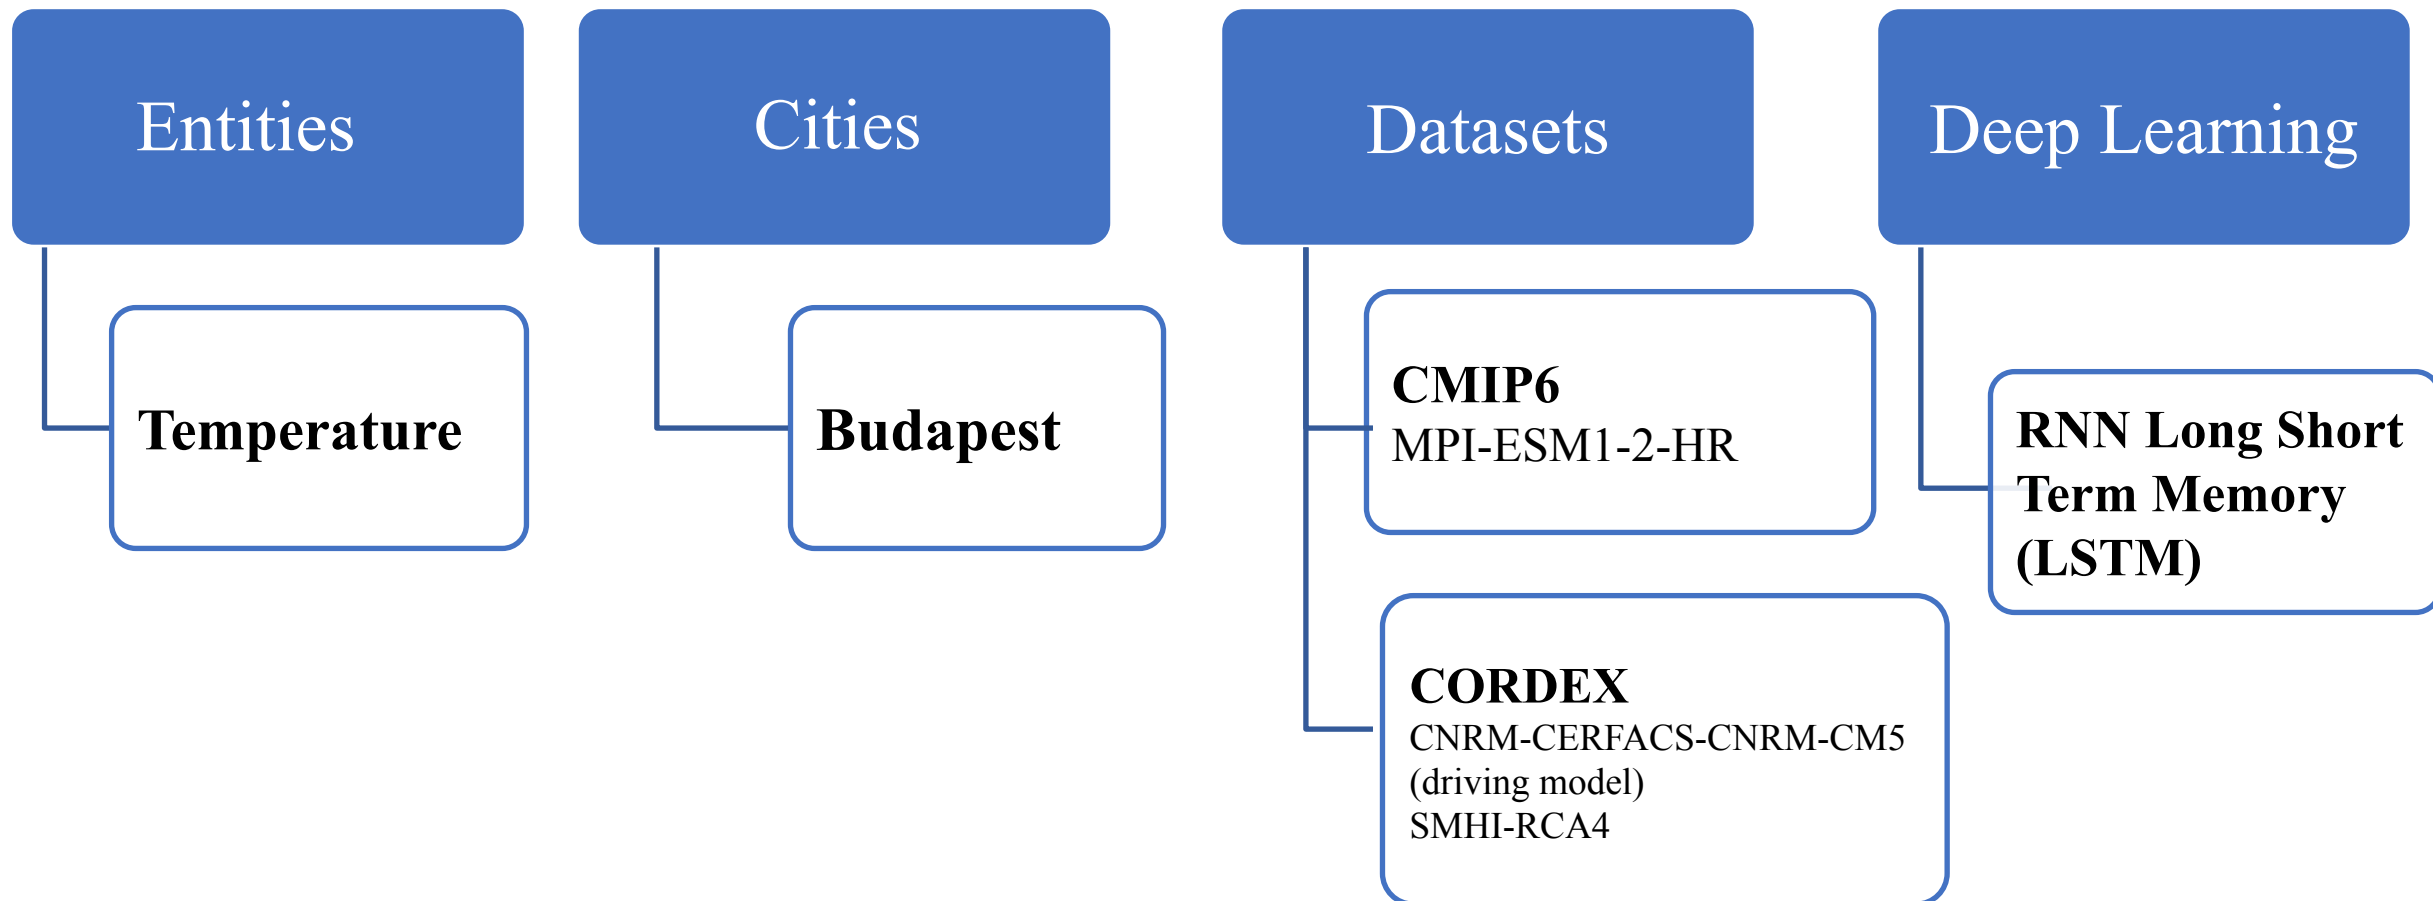 Entities
Cities
Datasets
Deep Learning
Temperature
Budapest
CMIP6
MPI-ESM1-2-HR
CORDEX
CNRM-CERFACS-CNRM-CM5
(driving model)
SMHI-RCA4
RNN Long Short
Term Memory
(LSTM)